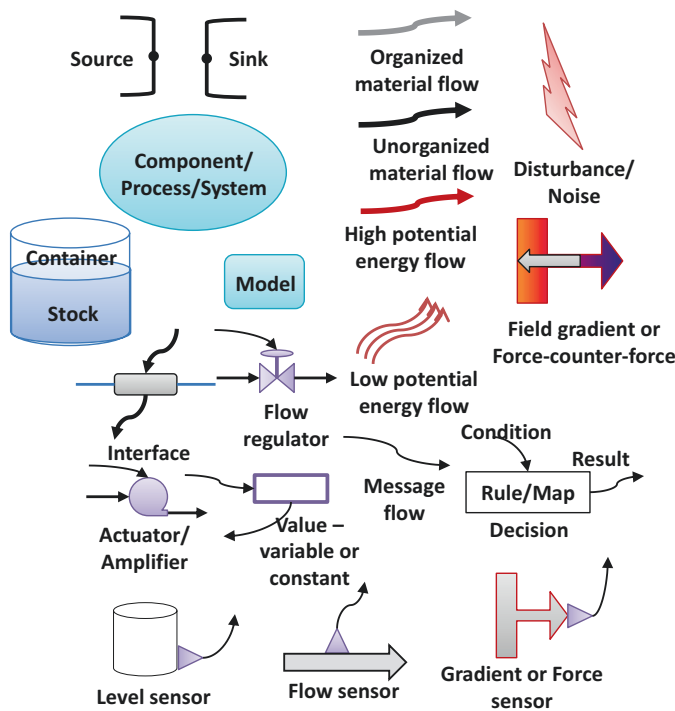 Source
Sink
Organized
material flow
Unorganized
material flow
Disturbance/
Noise
Component/
Process/System
High potential
energy flow
Container
Stock
Model
Field gradient or
Force-counter-force
Low potential
energy flow
Flow
regulator
Interface
Condition
Result
Message
flow
Rule/Map
Decision
Actuator/
Amplifier
Value –
variable or
constant
Level sensor
Flow sensor
Gradient or Force
sensor